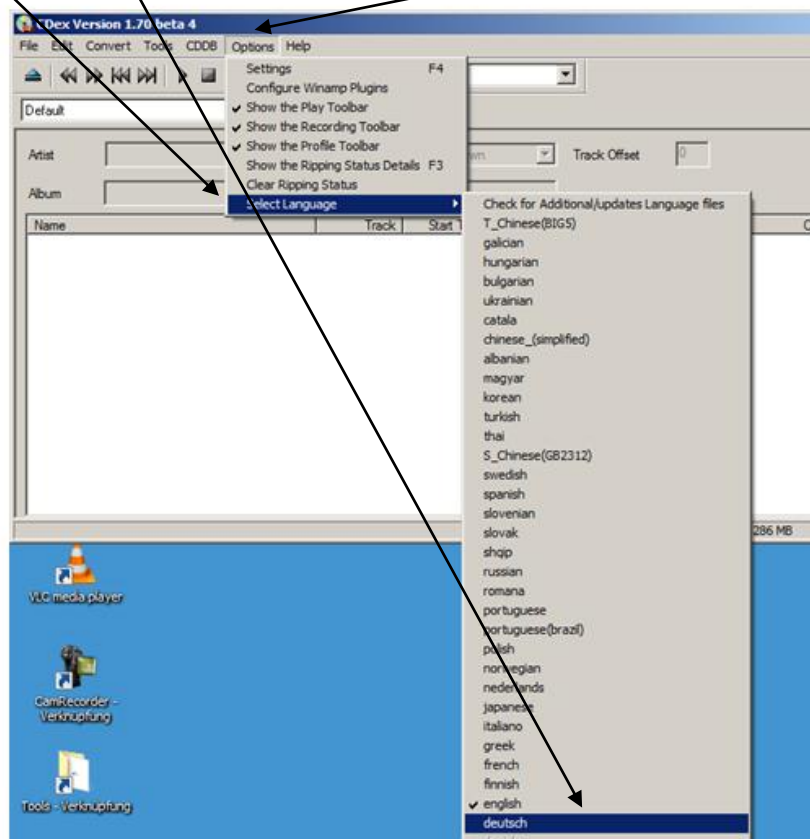 CDex Version 1.70 beta 4
File Edit Convert Tools CDDB Options Help
Settings F4
Configure Winamp Plugins
Default
Show the Play Toolbar
Show the Recording Toolbar
Show the Profile Toolbar
Artist
Track Offset 0
Show the Ripping Status Details F3
Clear Ripping Status
Album
Select Language
Check for Additional/updates Language files
Name Track Start
T_Chinese(BIG5)
galician
hungarian
bulgarian
ukrainian
catala
chinese_(simplified)
albanian
magyar
korean
turkish
thai
S_Chinese(GB2312)
swedish
spanish
slovenian
slovak
286 MB
shqip
russian
romana
portuguese
portuguese(brazil)
polish
norwegian
nederlands
japanese
italiano
greek
french
finnish
english
deutsch
VLC media player
CamRecorder -
Verknüpfung
Tools - Verknüpfung